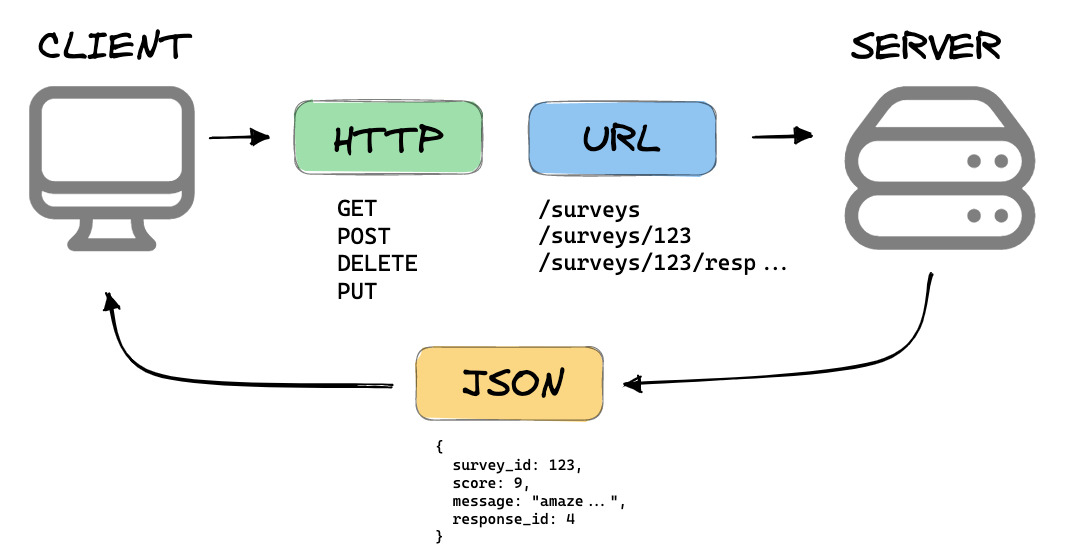 CLIENT
SERVER
HTTP
URL
GET
POST
DELETE
PUT
/surveys
/surveys/123
/surveys/123/resp...
JSON
{
survey_id: 123,
score: 9,
message: "amaze...",
response_id: 4
}